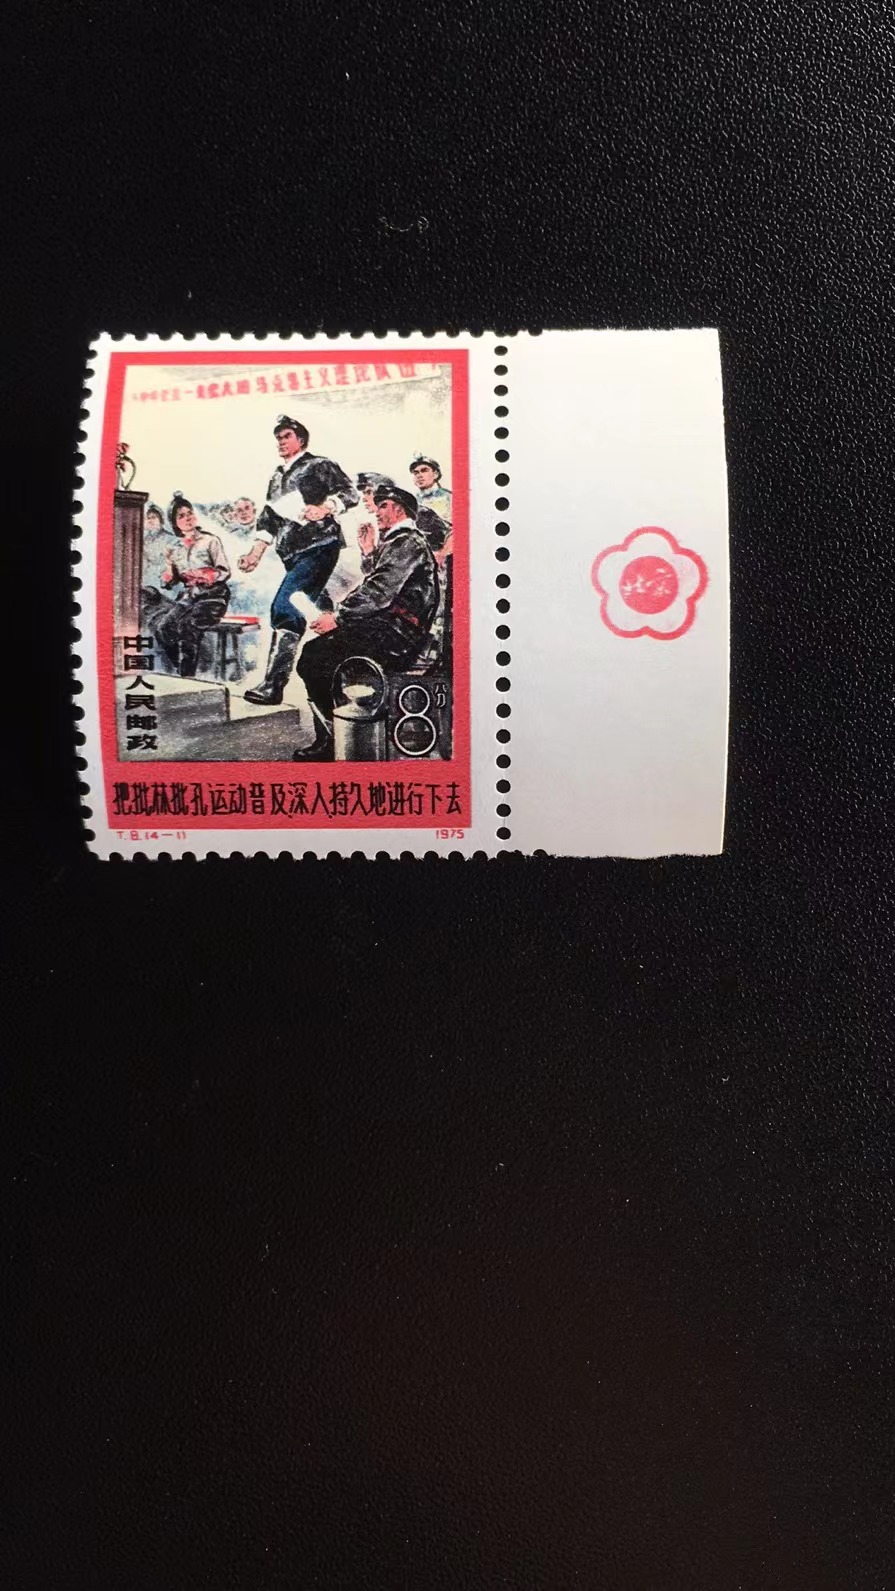 马克思主义理论队伍
中国人民邮政
8分
北京
把批林批孔运动普及、深入、持久地进行下去
T.8.(4-1)
1975